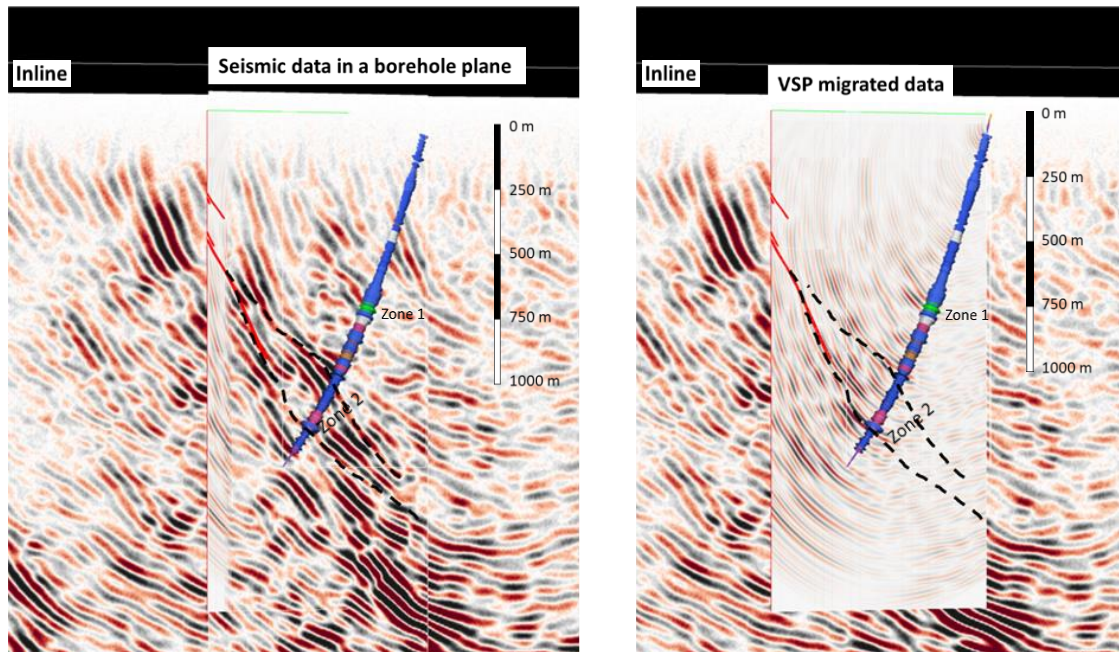 Inline
Seismic data in a borehole plane
0 m
250 m
500 m
750 m
1000 m
Zone 1
Zone 2
Inline
VSP migrated data
0 m
250 m
500 m
750 m
1000 m
Zone 1
Zone 2